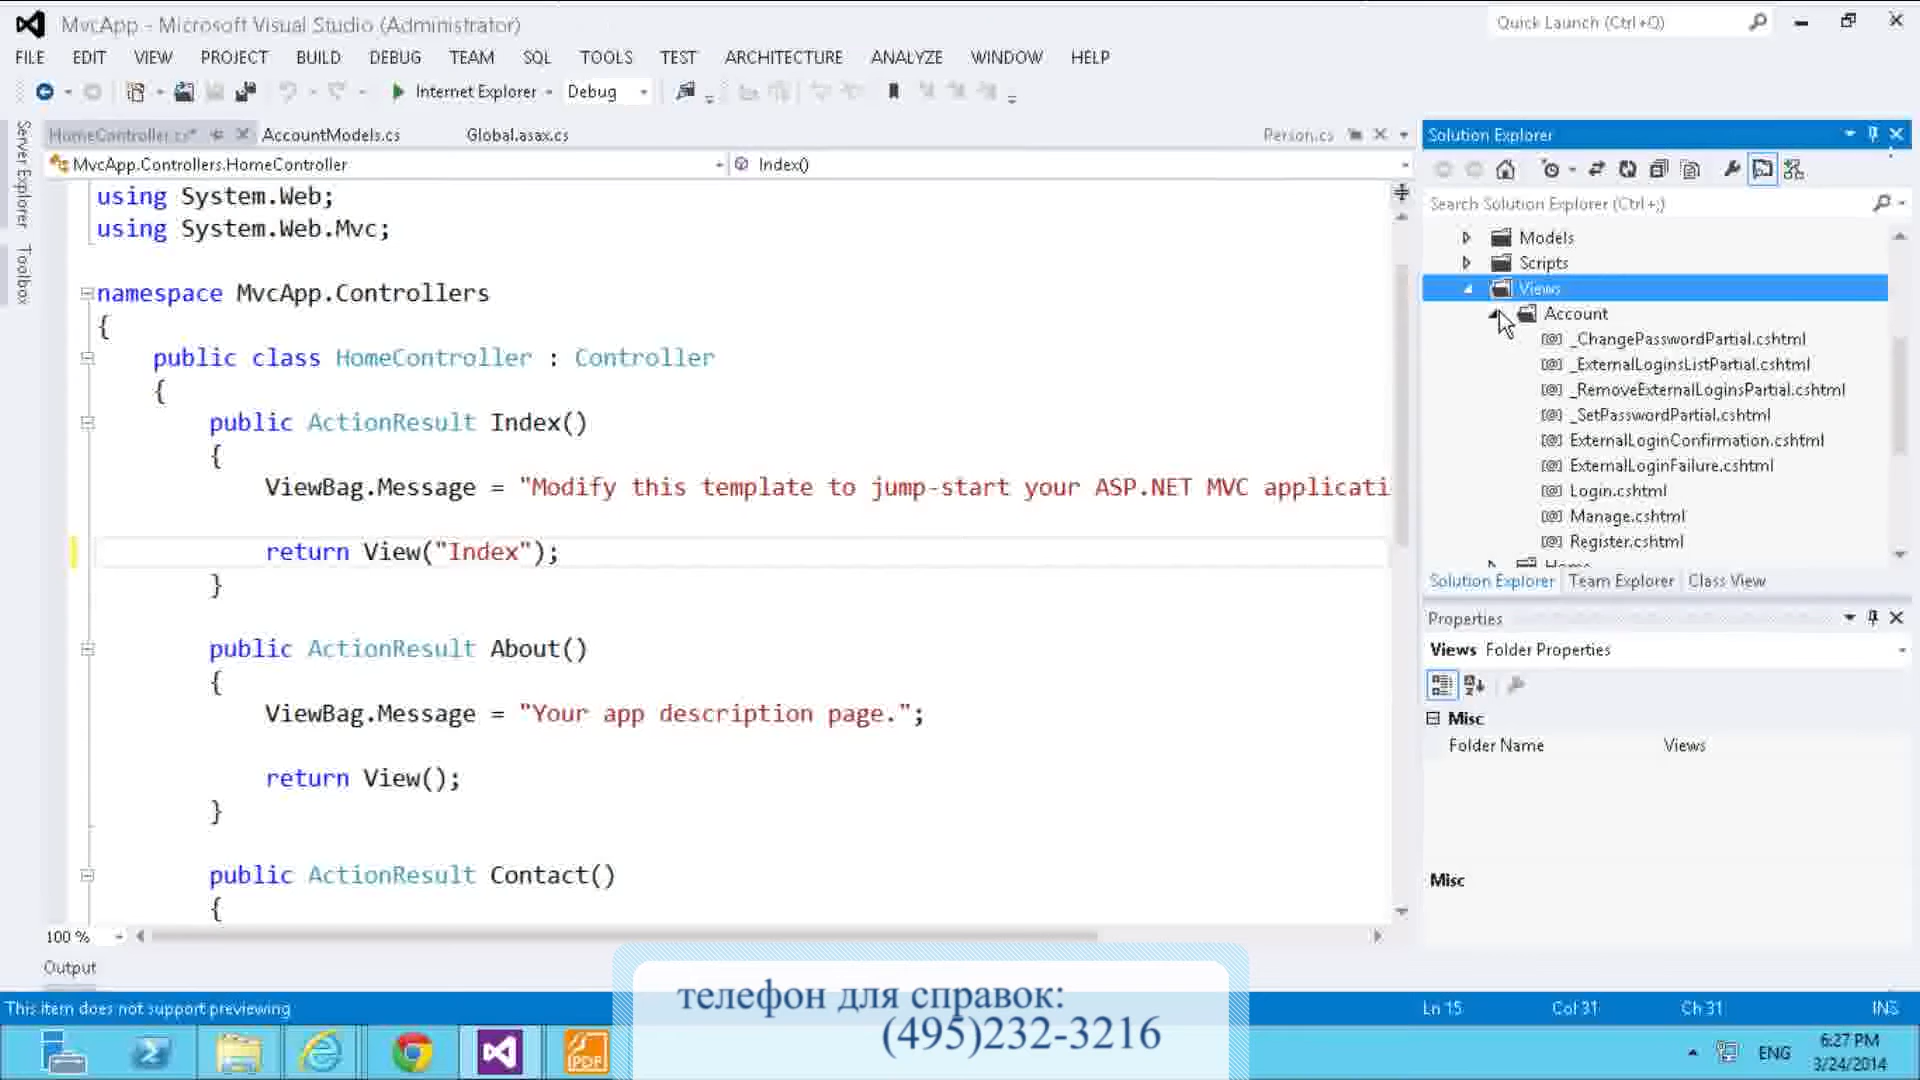 MvcApp - Microsoft Visual Studio (Administrator)
Quick Launch (Ctrl+Q)
FILE EDIT VIEW PROJECT BUILD DEBUG TEAM SQL TOOLS TEST ARCHITECTURE ANALYZE WINDOW HELP
Internet Explorer Debug
Server Explorer
Toolbox
HomeController.cs* AccountModels.cs Global.asax.cs Person.cs
MvcApp.Controllers.HomeController Index()
using System.Web;
using System.Web.Mvc;
namespace MvcApp.Controllers
{
public class HomeController : Controller
{
public ActionResult Index()
{
ViewBag.Message = "Modify this template to jump-start your ASP.NET MVC applicati
return View("Index");
}
public ActionResult About()
{
ViewBag.Message = "Your app description page.";
return View();
}
public ActionResult Contact()
{
100 %
Output
Solution Explorer
Search Solution Explorer (Ctrl+;)
Models
Scripts
Views
Account
_ChangePasswordPartial.cshtml
_ExternalLoginsListPartial.cshtml
_RemoveExternalLoginsPartial.cshtml
_SetPasswordPartial.cshtml
ExternalLoginConfirmation.cshtml
ExternalLoginFailure.cshtml
Login.cshtml
Manage.cshtml
Register.cshtml
Home
Solution Explorer Team Explorer Class View
Properties
Views Folder Properties
Misc
Folder Name Views
Misc
This item does not support previewing
Ln 15 Col 31 Ch 31 INS
телефон для справок:
(495)232-3216
PDF
ENG
6:27 PM
3/24/2014